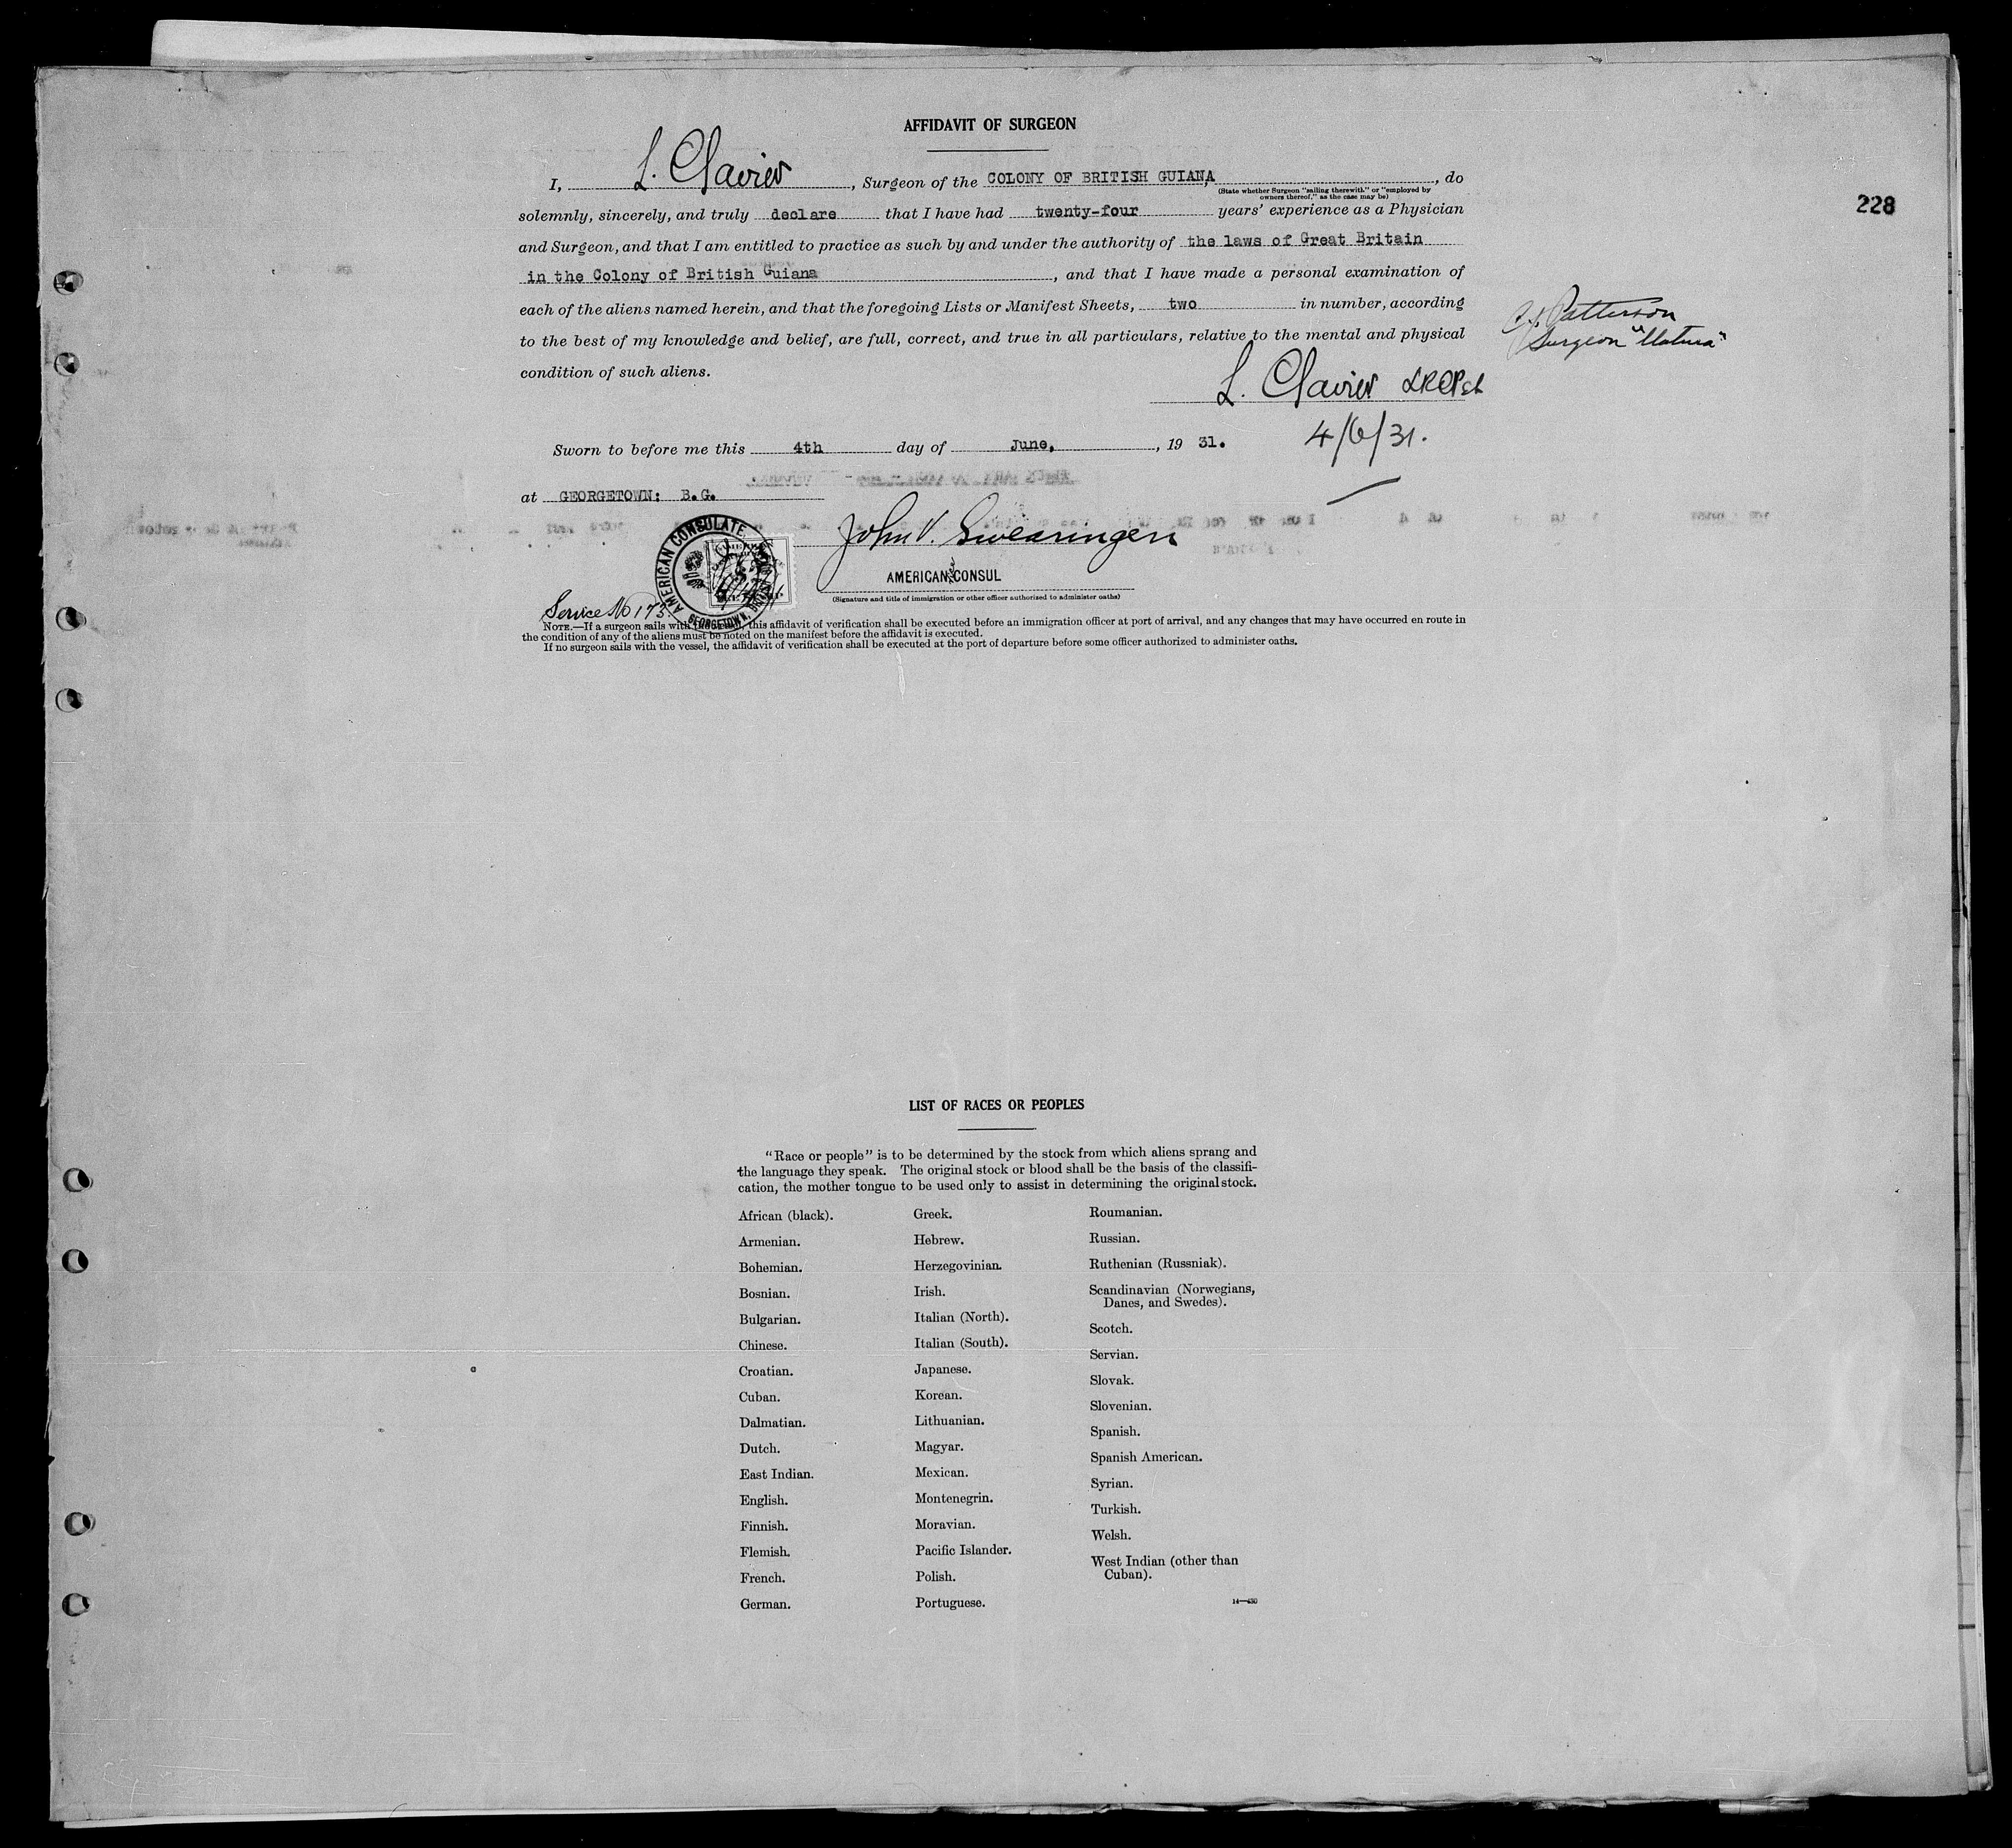 AFFIDAVIT OF SURGEON
228
I, L. Clavier, Surgeon of the COLONY OF BRITISH GUIANA, do
(State whether Surgeon "sailing therewith" or "employed by
owners thereof," as the case may be)
solemnly, sincerely, and truly declare that I have had twenty-four years' experience as a Physician
and Surgeon, and that I am entitled to practice as such by and under the authority of the laws of Great Britain
in the Colony of British Guiana, and that I have made a personal examination of
each of the aliens named herein, and that the foregoing Lists or Manifest Sheets, two in number, according
to the best of my knowledge and belief, are full, correct, and true in all particulars, relative to the mental and physical
condition of such aliens.
Patterson
Surgeon "Matura"
L. Clavier LRCP
4/6/31.
Sworn to before me this 4th day of June, 19 31.
at GEORGETOWN: B.G.
John V. Swearingen
AMERICAN CONSUL
(Signature and title of immigration or other officer authorized to administer oaths)
AMERICAN CONSULATE
GEORGETOWN,
Service No 173
NOTE.—If a surgeon sails with this affidavit of verification shall be executed before an immigration officer at port of arrival, and any changes that may have occurred en route in
the condition of any of the aliens must be noted on the manifest before the affidavit is executed.
If no surgeon sails with the vessel, the affidavit of verification shall be executed at the port of departure before some officer authorized to administer oaths.
LIST OF RACES OR PEOPLES
"Race or people" is to be determined by the stock from which aliens sprang and
the language they speak. The original stock or blood shall be the basis of the classifi-
cation, the mother tongue to be used only to assist in determining the original stock.
African (black).
Armenian.
Bohemian.
Bosnian.
Bulgarian.
Chinese.
Croatian.
Cuban.
Dalmatian.
Dutch.
East Indian.
English.
Finnish.
Flemish.
French.
German.
Greek.
Hebrew.
Herzegovinian.
Irish.
Italian (North).
Italian (South).
Japanese.
Korean.
Lithuanian.
Magyar.
Mexican.
Montenegrin.
Moravian.
Pacific Islander.
Polish.
Portuguese.
Roumanian.
Russian.
Ruthenian (Russniak).
Scandinavian (Norwegians,
Danes, and Swedes).
Scotch.
Servian.
Slovak.
Slovenian.
Spanish.
Spanish American.
Syrian.
Turkish.
Welsh.
West Indian (other than
Cuban).
14—430